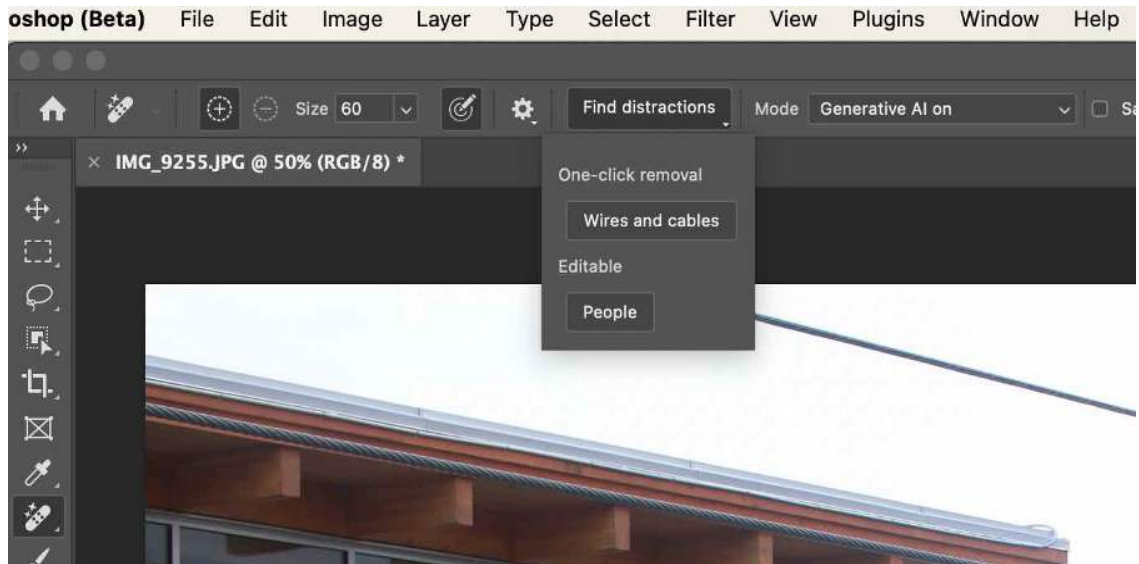 oshop (Beta) File Edit Image Layer Type Select Filter View Plugins Window Help
Size 60 Find distractions Mode Generative AI on Sa
× IMG_9255.JPG @ 50% (RGB/8) *
One-click removal
Wires and cables
Editable
People